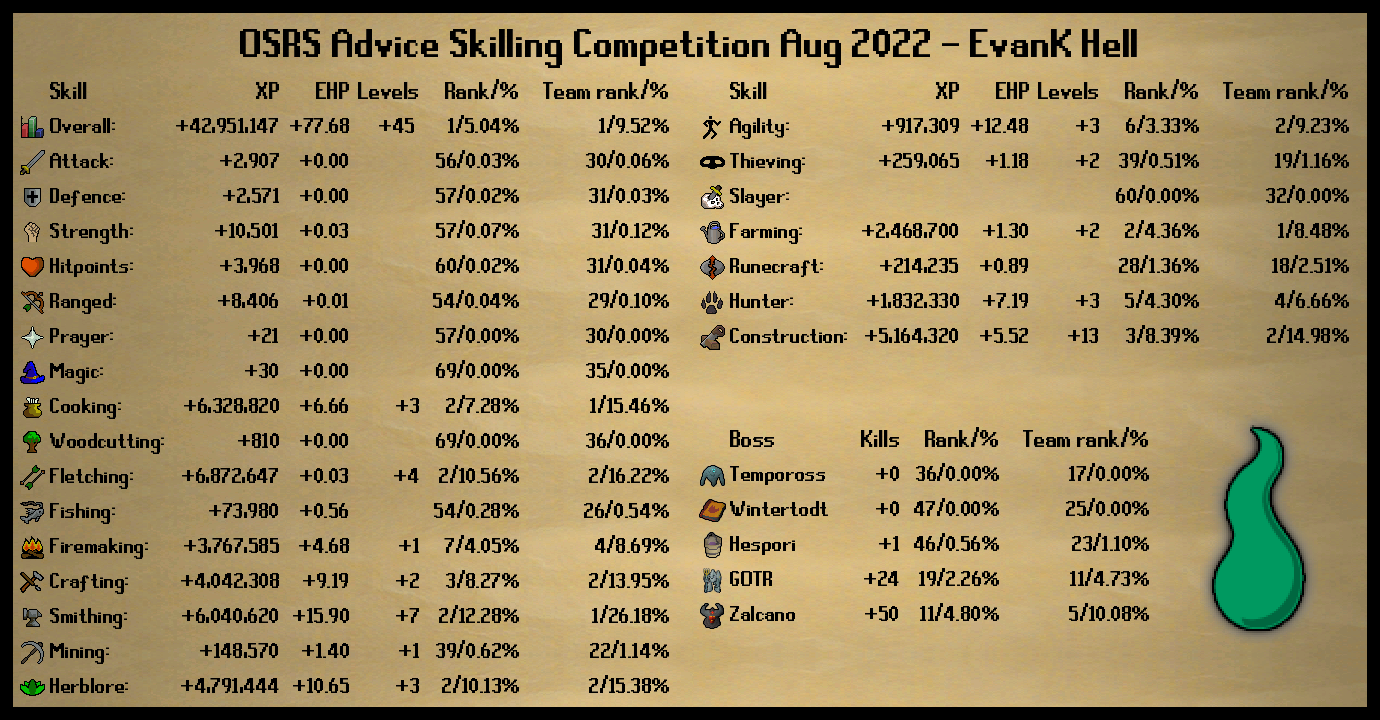 OSRS Advice Skilling Competition Aug 2022 - EvanK Hell
Skill XP EHP Levels Rank/% Team rank/%
Overall: +42,951,147 +77.68 +45 1/5.04% 1/9.52%
Attack: +2,907 +0.00 56/0.03% 30/0.06%
Defence: +2,571 +0.00 57/0.02% 31/0.03%
Strength: +10,501 +0.03 57/0.07% 31/0.12%
Hitpoints: +3,968 +0.00 60/0.02% 31/0.04%
Ranged: +8,406 +0.01 54/0.04% 29/0.10%
Prayer: +21 +0.00 57/0.00% 30/0.00%
Magic: +30 +0.00 69/0.00% 35/0.00%
Cooking: +6,328,820 +6.66 +3 2/7.28% 1/15.46%
Woodcutting: +810 +0.00 69/0.00% 36/0.00%
Fletching: +6,872,647 +0.03 +4 2/10.56% 2/16.22%
Fishing: +73,980 +0.56 54/0.28% 26/0.54%
Firemaking: +3,767,585 +4.68 +1 7/4.05% 4/8.69%
Crafting: +4,042,308 +9.19 +2 3/8.27% 2/13.95%
Smithing: +6,040,620 +15.90 +7 2/12.28% 1/26.18%
Mining: +148,570 +1.40 +1 39/0.62% 22/1.14%
Herblore: +4,791,444 +10.65 +3 2/10.13% 2/15.38%
Skill XP EHP Levels Rank/% Team rank/%
Agility: +917,309 +12.48 +3 6/3.33% 2/9.23%
Thieving: +259,065 +1.18 +2 39/0.51% 19/1.16%
Slayer: 60/0.00% 32/0.00%
Farming: +2,468,700 +1.30 +2 2/4.36% 1/8.48%
Runecraft: +214,235 +0.89 28/1.36% 18/2.51%
Hunter: +1,832,330 +7.19 +3 5/4.30% 4/6.66%
Construction: +5,164,320 +5.52 +13 3/8.39% 2/14.98%
Boss Kills Rank/% Team rank/%
Tempoross +0 36/0.00% 17/0.00%
Wintertodt +0 47/0.00% 25/0.00%
Hespori +1 46/0.56% 23/1.10%
GOTR +24 19/2.26% 11/4.73%
Zalcano +50 11/4.80% 5/10.08%